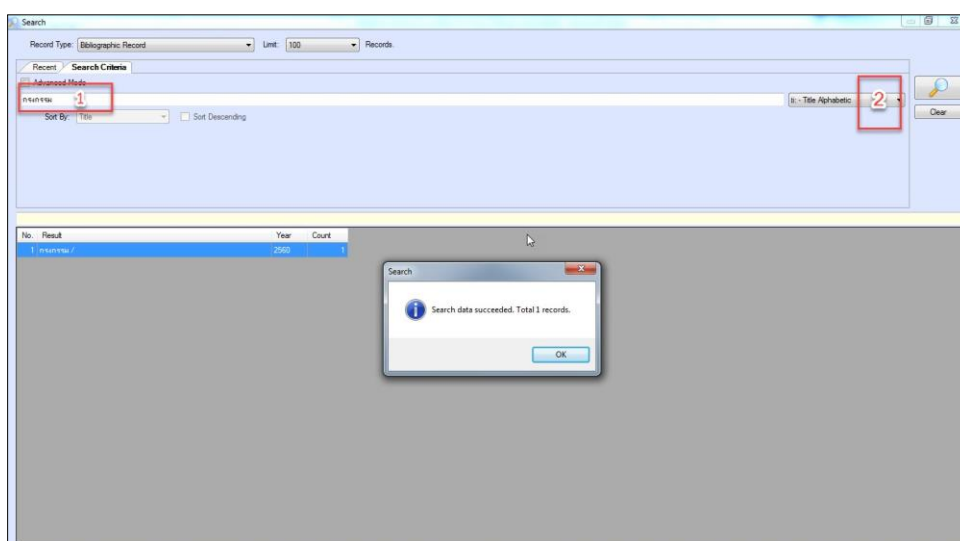 Search
Record Type: Bibliographic Record Limit: 100 Records.
Recent Search Criteria
Advanced Mode
กรงกรรม 1 ti: - Title Alphabetic 2
Sort By: Title Sort Descending Clear
No. Result Year Count
1 กรงกรรม / 2560 1
Search
Search data succeeded. Total 1 records.
OK